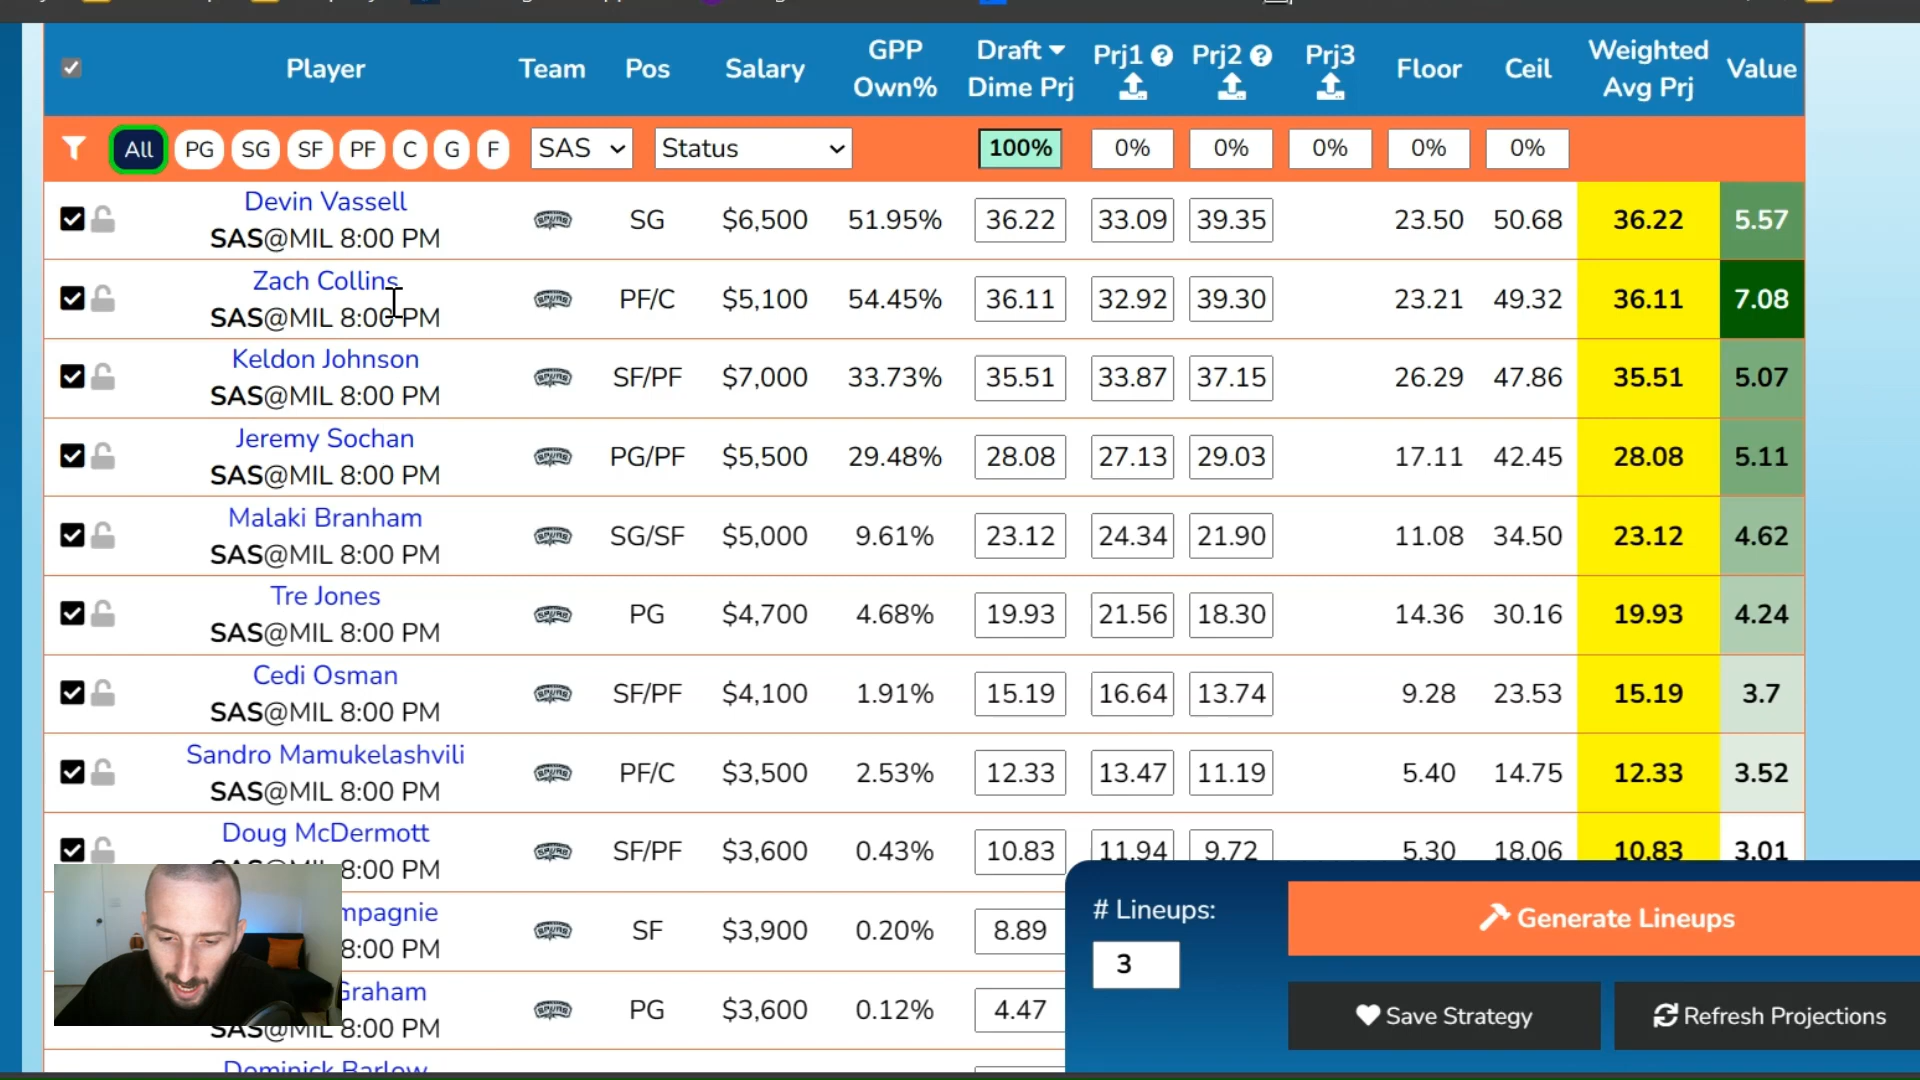 Player Team Pos Salary GPP Own% Draft Dime Prj Prj1 Prj2 Prj3 Floor Ceil Weighted Avg Prj Value
All PG SG SF PF C G F SAS Status 100% 0% 0% 0% 0% 0%
Devin Vassell
SAS@MIL 8:00 PM SG $6,500 51.95% 36.22 33.09 39.35 23.50 50.68 36.22 5.57
Zach Collins
SAS@MIL 8:00 PM PF/C $5,100 54.45% 36.11 32.92 39.30 23.21 49.32 36.11 7.08
Keldon Johnson
SAS@MIL 8:00 PM SF/PF $7,000 33.73% 35.51 33.87 37.15 26.29 47.86 35.51 5.07
Jeremy Sochan
SAS@MIL 8:00 PM PG/PF $5,500 29.48% 28.08 27.13 29.03 17.11 42.45 28.08 5.11
Malaki Branham
SAS@MIL 8:00 PM SG/SF $5,000 9.61% 23.12 24.34 21.90 11.08 34.50 23.12 4.62
Tre Jones
SAS@MIL 8:00 PM PG $4,700 4.68% 19.93 21.56 18.30 14.36 30.16 19.93 4.24
Cedi Osman
SAS@MIL 8:00 PM SF/PF $4,100 1.91% 15.19 16.64 13.74 9.28 23.53 15.19 3.7
Sandro Mamukelashvili
SAS@MIL 8:00 PM PF/C $3,500 2.53% 12.33 13.47 11.19 5.40 14.75 12.33 3.52
Doug McDermott
SAS@MIL 8:00 PM SF/PF $3,600 0.43% 10.83 11.94 9.72 5.30 18.06 10.83 3.01
mpagnie
8:00 PM SF $3,900 0.20% 8.89
Graham
SAS@MIL 8:00 PM PG $3,600 0.12% 4.47
Dominick Barlow
# Lineups:
3
Generate Lineups
Save Strategy
Refresh Projections